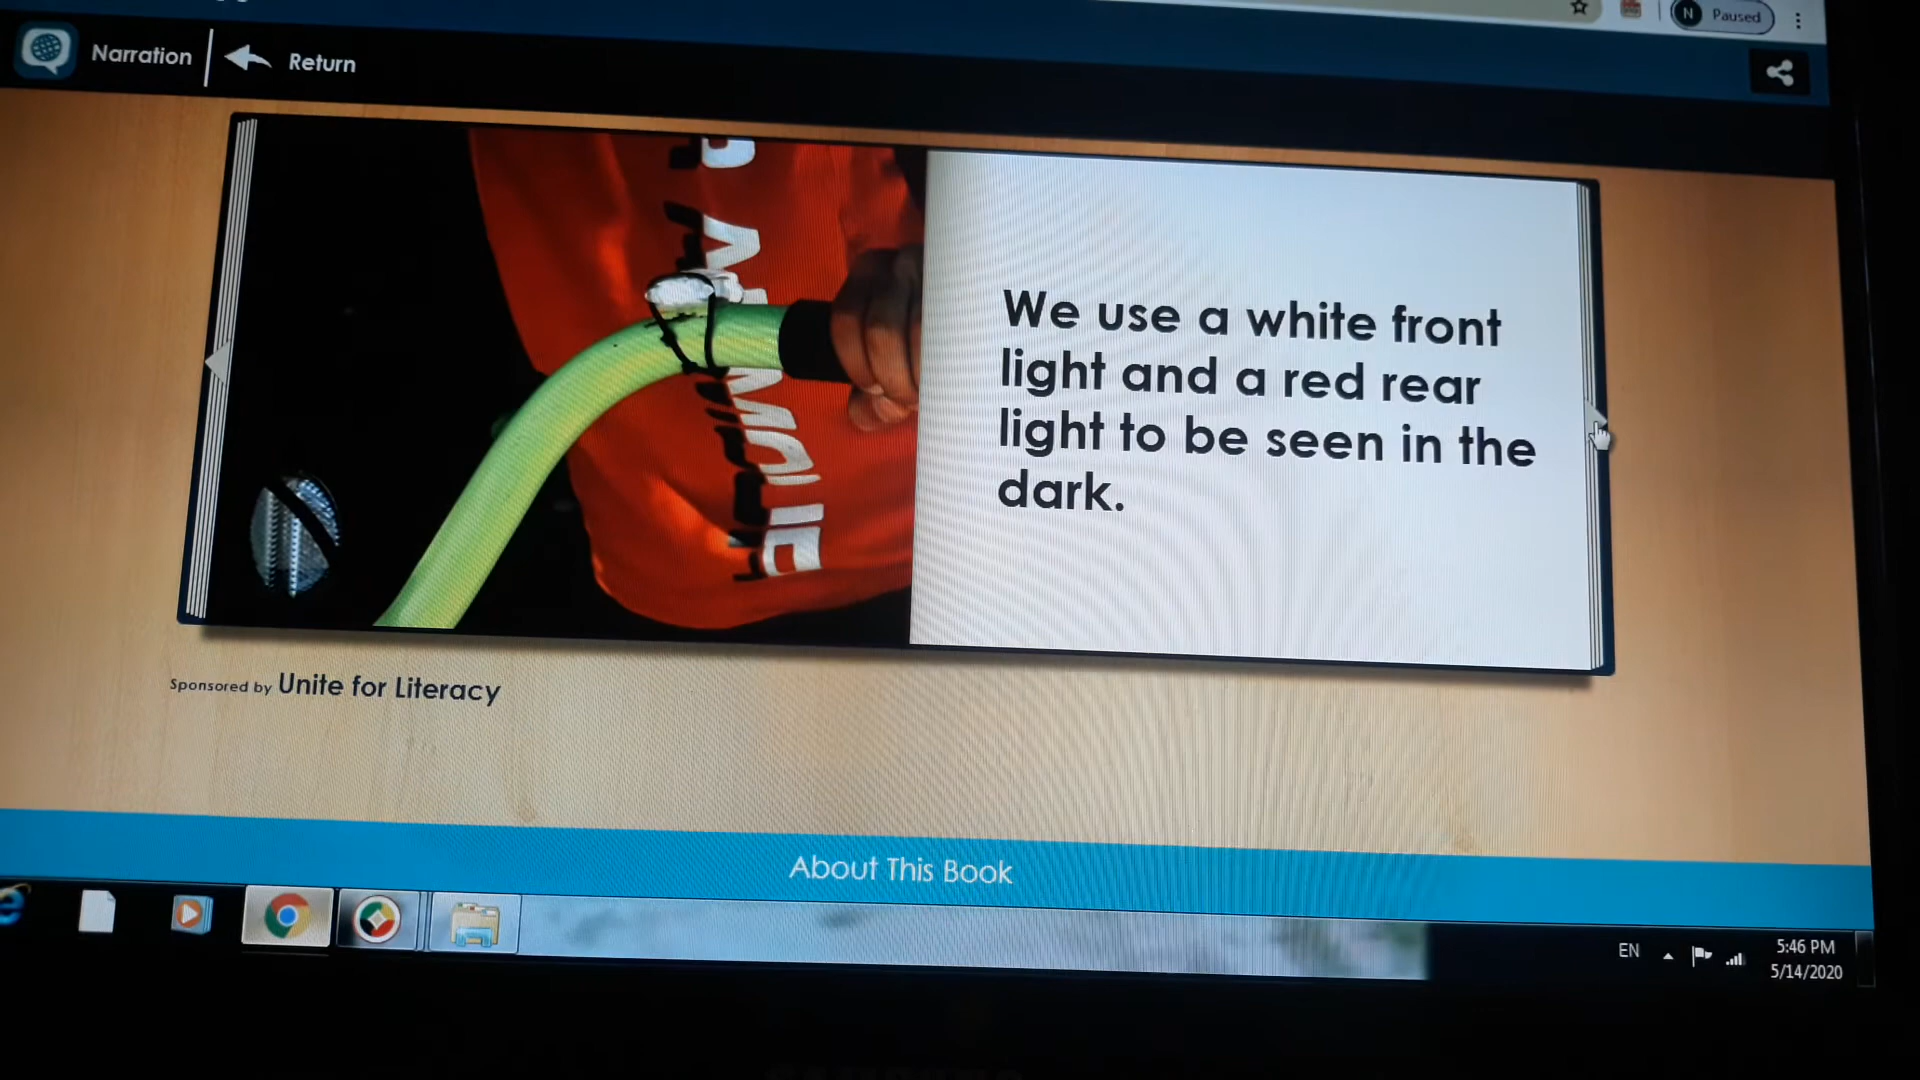 N Paused
Narration
Return
We use a white front
light and a red rear
light to be seen in the
dark.
Sponsored by Unite for Literacy
About This Book
EN
5:46 PM
5/14/2020